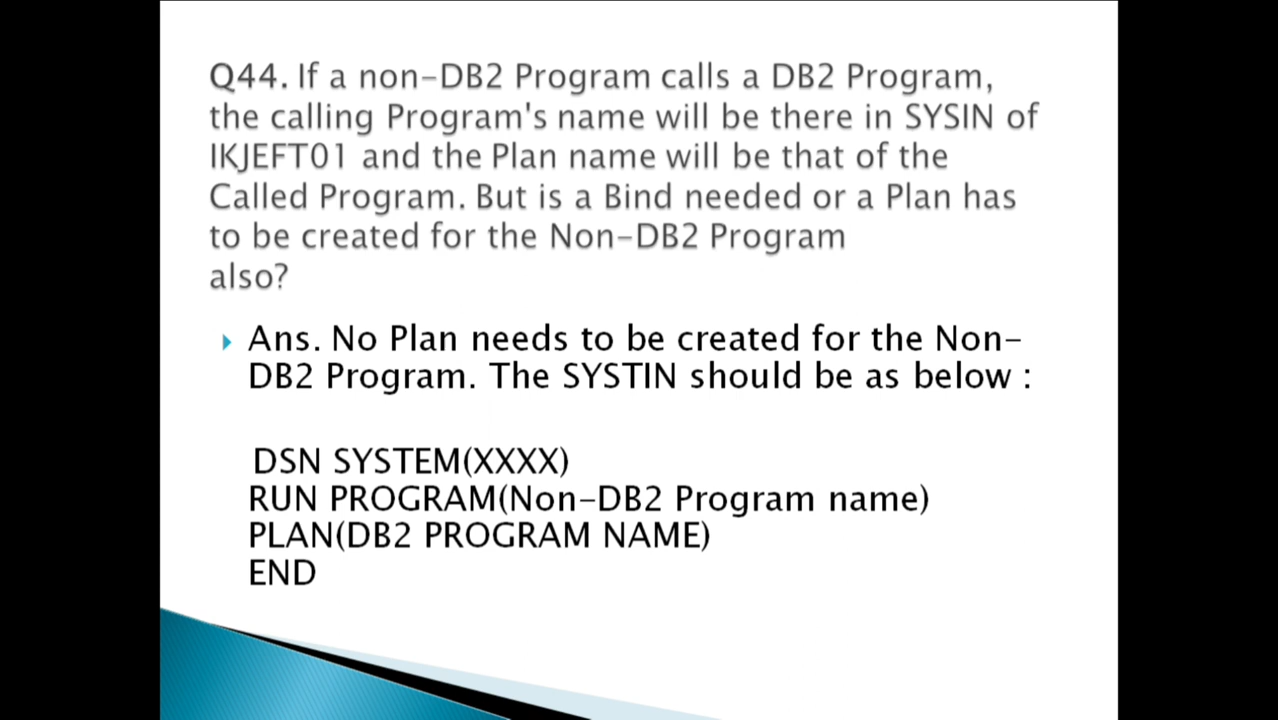 Q44. If a non-DB2 Program calls a DB2 Program,
the calling Program's name will be there in SYSIN of
IKJEFT01 and the Plan name will be that of the
Called Program. But is a Bind needed or a Plan has
to be created for the Non-DB2 Program
also?
Ans. No Plan needs to be created for the Non-
DB2 Program. The SYSTIN should be as below :
DSN SYSTEM(XXXX)
RUN PROGRAM(Non-DB2 Program name)
PLAN(DB2 PROGRAM NAME)
END